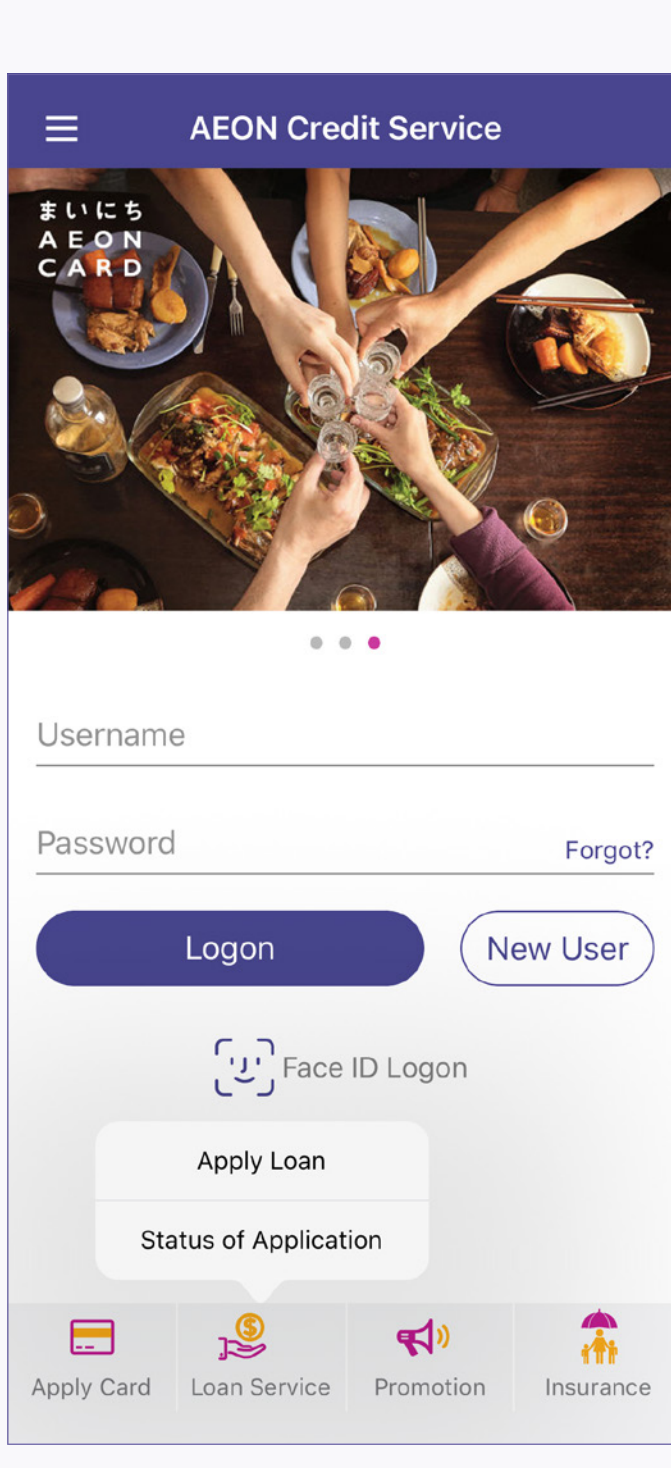 AEON Credit Service
まいにち
AEON
CARD
Username
Password
Forgot?
Logon
New User
Face ID Logon
Apply Loan
Status of Application
Apply Card
Loan Service
Promotion
Insurance